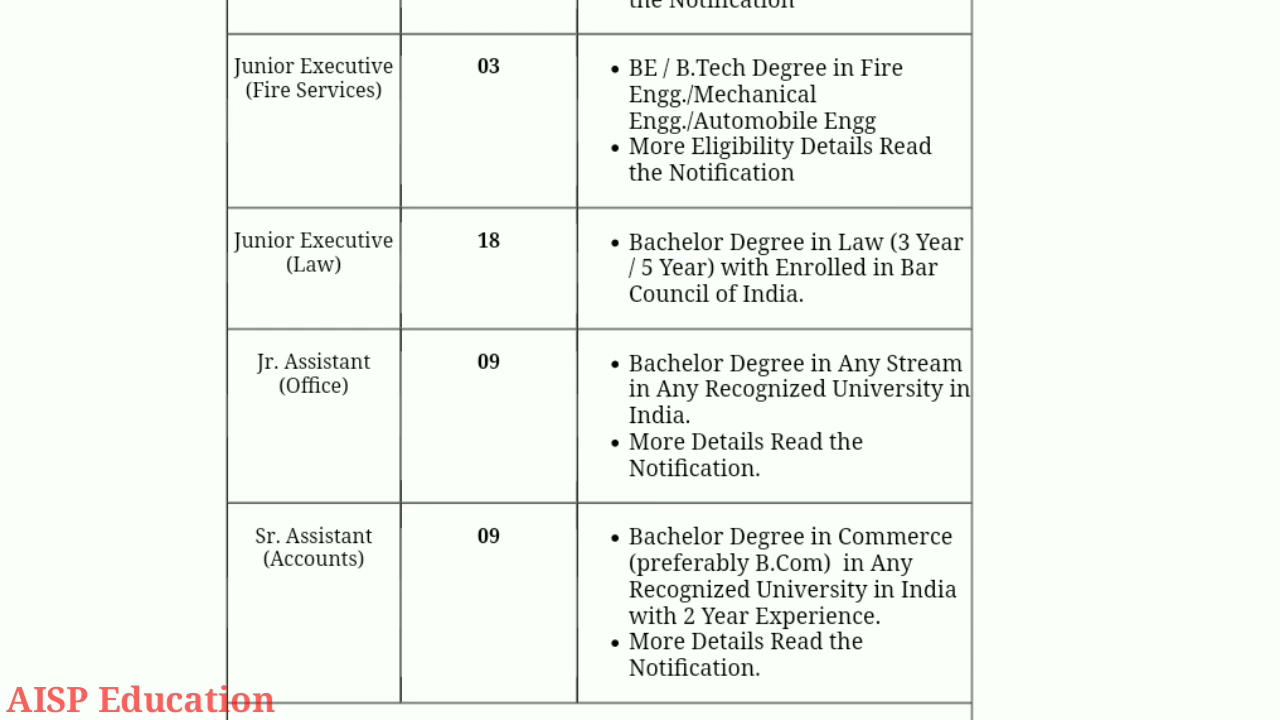 the Notification
Junior Executive
(Fire Services)
03
• BE / B.Tech Degree in Fire
Engg./Mechanical
Engg./Automobile Engg
• More Eligibility Details Read
the Notification
Junior Executive
(Law)
18
• Bachelor Degree in Law (3 Year
/ 5 Year) with Enrolled in Bar
Council of India.
Jr. Assistant
(Office)
09
• Bachelor Degree in Any Stream
in Any Recognized University in
India.
• More Details Read the
Notification.
Sr. Assistant
(Accounts)
09
• Bachelor Degree in Commerce
(preferably B.Com)  in Any
Recognized University in India
with 2 Year Experience.
• More Details Read the
Notification.
AISP Education